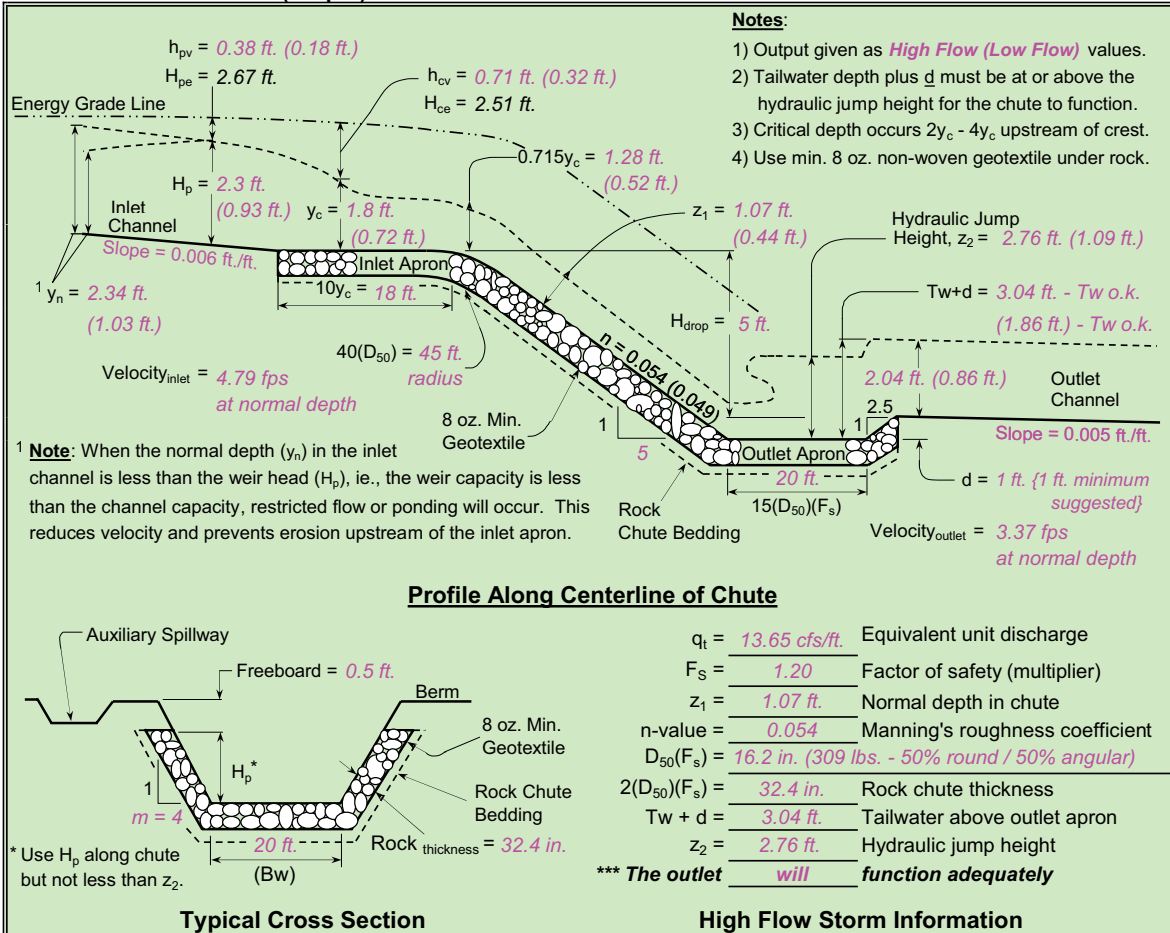 Notes:
1) Output given as High Flow (Low Flow) values.
2) Tailwater depth plus d must be at or above the
hydraulic jump height for the chute to function.
3) Critical depth occurs 2yc - 4yc upstream of crest.
4) Use min. 8 oz. non-woven geotextile under rock.
hpv = 0.38 ft. (0.18 ft.)
Hpe = 2.67 ft.
hcv = 0.71 ft. (0.32 ft.)
Hce = 2.51 ft.
Energy Grade Line
0.715yc = 1.28 ft.
(0.52 ft.)
Hp = 2.3 ft.
(0.93 ft.)
yc = 1.8 ft.
(0.72 ft.)
z1 = 1.07 ft.
(0.44 ft.)
Inlet
Channel
Slope = 0.006 ft./ft.
Hydraulic Jump
Height, z2 = 2.76 ft. (1.09 ft.)
Inlet Apron
10yc = 18 ft.
1 yn = 2.34 ft.
(1.03 ft.)
Hdrop = 5 ft.
Tw+d = 3.04 ft. - Tw o.k.
(1.86 ft.) - Tw o.k.
n = 0.054 (0.049)
40(D50) = 45 ft.
radius
Velocityinlet = 4.79 fps
at normal depth
2.04 ft. (0.86 ft.)
Outlet
Channel
8 oz. Min.
Geotextile
1
5
1
2.5
Slope = 0.005 ft./ft.
Outlet Apron
20 ft.
15(D50)(Fs)
d = 1 ft. {1 ft. minimum
suggested}
Rock
Chute Bedding
Velocityoutlet = 3.37 fps
at normal depth
1 Note: When the normal depth (yn) in the inlet
channel is less than the weir head (Hp), ie., the weir capacity is less
than the channel capacity, restricted flow or ponding will occur. This
reduces velocity and prevents erosion upstream of the inlet apron.
Profile Along Centerline of Chute
Auxiliary Spillway
Freeboard = 0.5 ft.
Berm
8 oz. Min.
Geotextile
Hp*
Rock Chute
Bedding
1
m = 4
20 ft.
(Bw)
Rock thickness = 32.4 in.
* Use Hp along chute
but not less than z2.
Typical Cross Section
qt = 13.65 cfs/ft. Equivalent unit discharge
FS = 1.20 Factor of safety (multiplier)
z1 = 1.07 ft. Normal depth in chute
n-value = 0.054 Manning's roughness coefficient
D50(Fs) = 16.2 in. (309 lbs. - 50% round / 50% angular)
2(D50)(Fs) = 32.4 in. Rock chute thickness
Tw + d = 3.04 ft. Tailwater above outlet apron
z2 = 2.76 ft. Hydraulic jump height
*** The outlet will function adequately
High Flow Storm Information